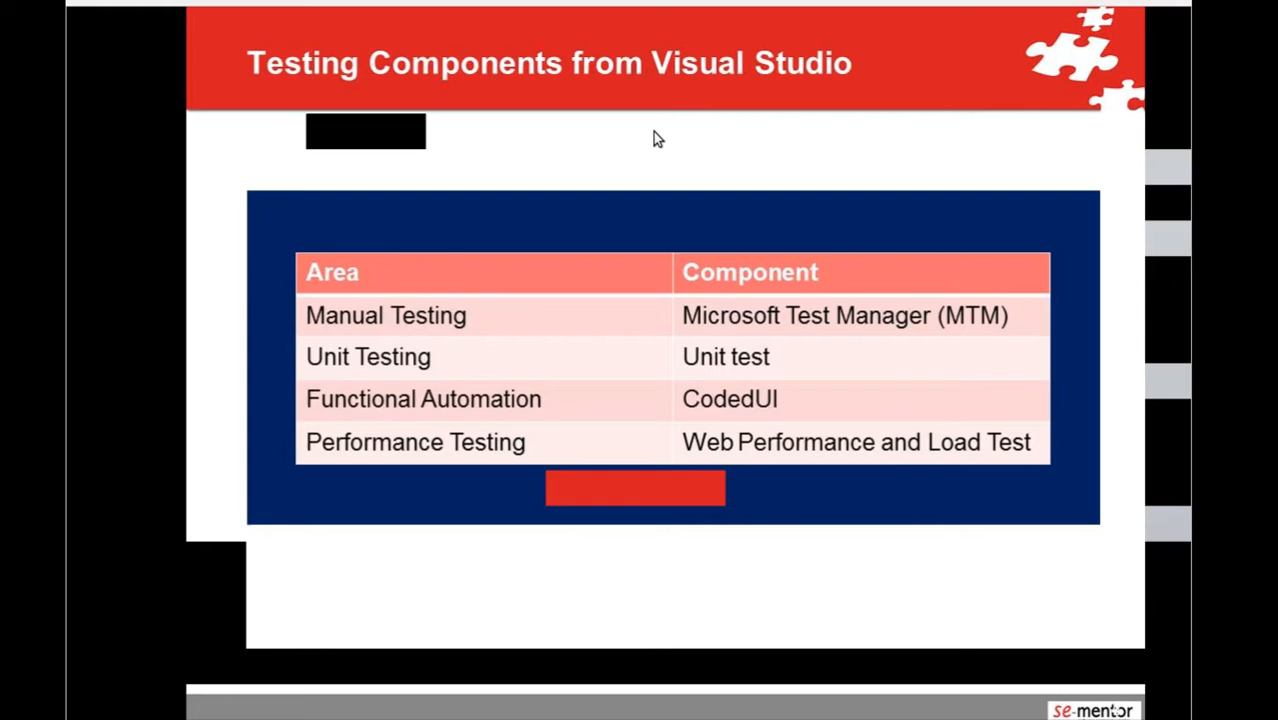 Testing Components from Visual Studio
Area Component
Manual Testing Microsoft Test Manager (MTM)
Unit Testing Unit test
Functional Automation CodedUI
Performance Testing Web Performance and Load Test
se-mentor